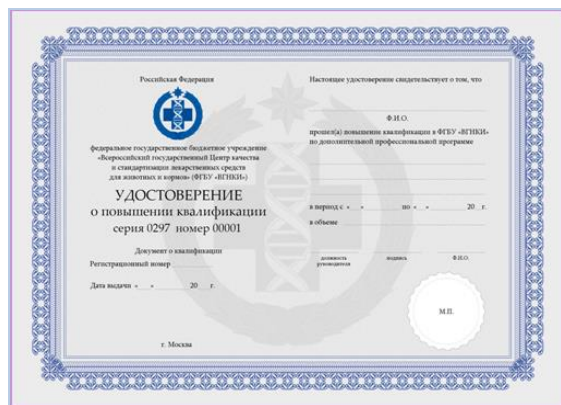 Российская Федерация
федеральное государственное бюджетное учреждение
«Всероссийский государственный Центр качества
и стандартизации лекарственных средств
для животных и кормов» (ФГБУ «ВГНКИ»)
УДОСТОВЕРЕНИЕ
о повышении квалификации
серия 0297 номер 00001
Документ о квалификации
Регистрационный номер
Дата выдачи « » 20 г.
г. Москва
Настоящее удостоверение свидетельствует о том, что
Ф.И.О.
прошел(а) повышение квалификации в ФГБУ «ВГНКИ»
по дополнительной профессиональной программе
в период с « » по « » 20 г.
в объеме
должность подпись Ф.И.О.
руководителя
М.П.